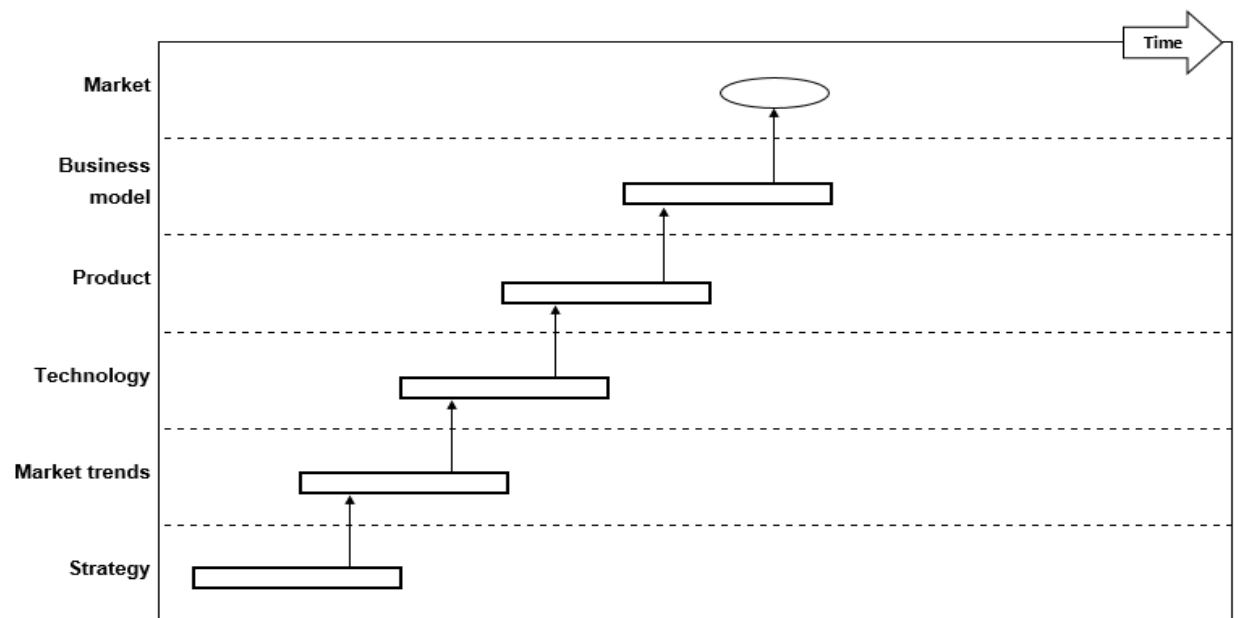 Time
Market
Business
model
Product
Technology
Market trends
Strategy